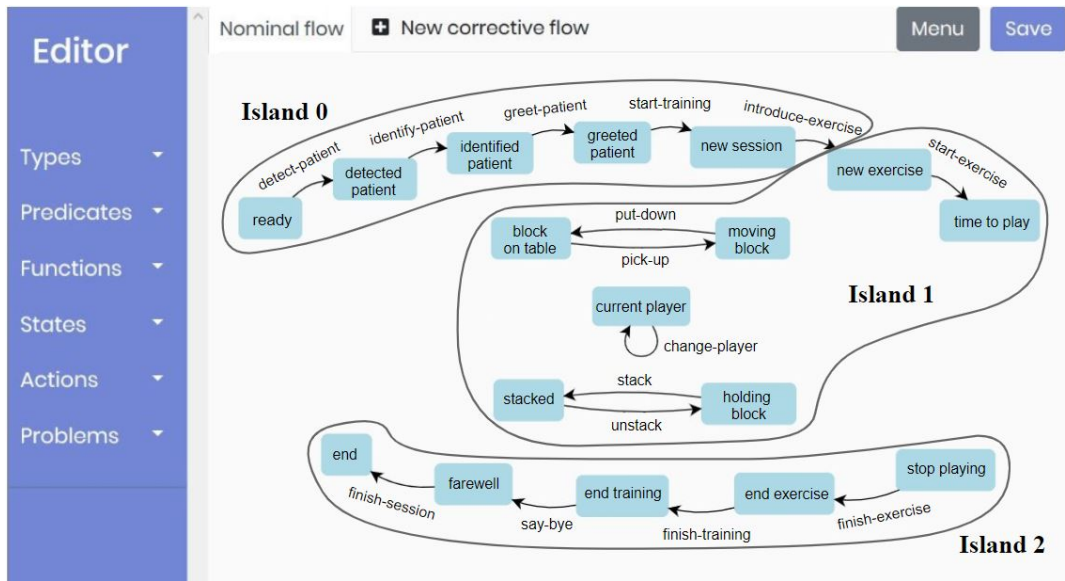 Editor
Types
Predicates
Functions
States
Actions
Problems
Nominal flow
New corrective flow
Menu
Save
Island 0
detect-patient
identify-patient
greet-patient
start-training
introduce-exercise
start-exercise
ready
detected
patient
identified
patient
greeted
patient
new session
new exercise
time to play
block
on table
put-down
moving
block
pick-up
Island 1
current player
change-player
stacked
stack
holding
block
unstack
end
farewell
end training
end exercise
stop playing
finish-session
say-bye
finish-training
finish-exercise
Island 2